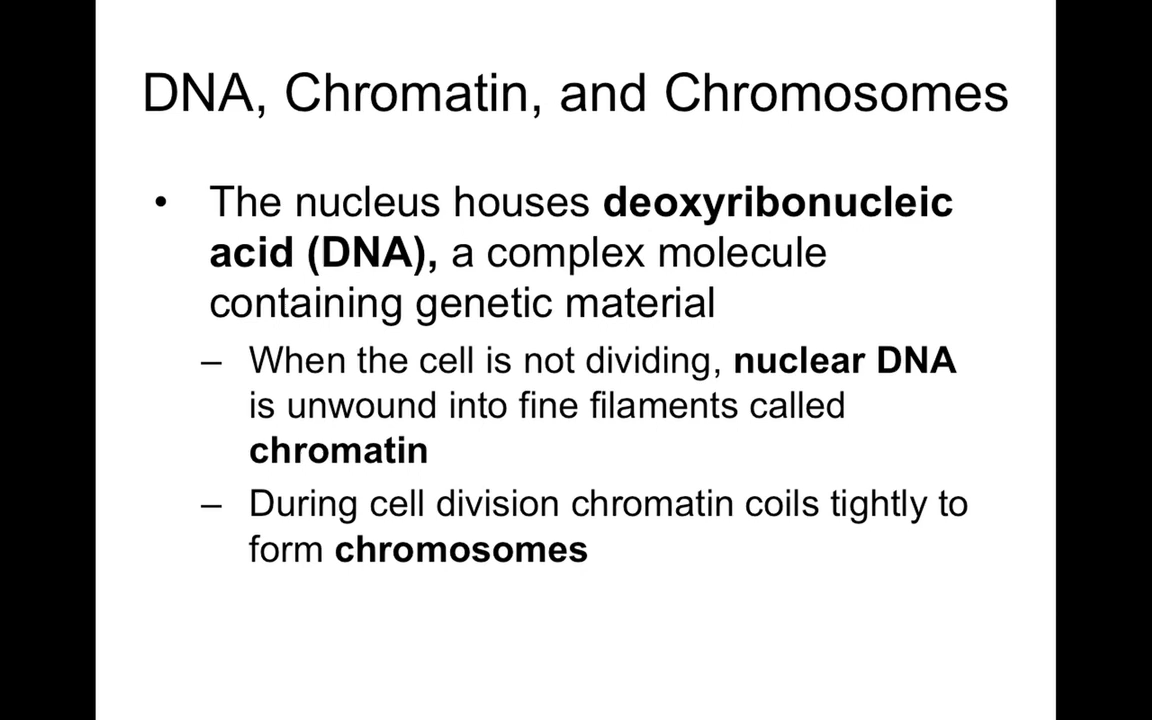 DNA, Chromatin, and Chromosomes
• The nucleus houses deoxyribonucleic
acid (DNA), a complex molecule
containing genetic material
– When the cell is not dividing, nuclear DNA
is unwound into fine filaments called
chromatin
– During cell division chromatin coils tightly to
form chromosomes